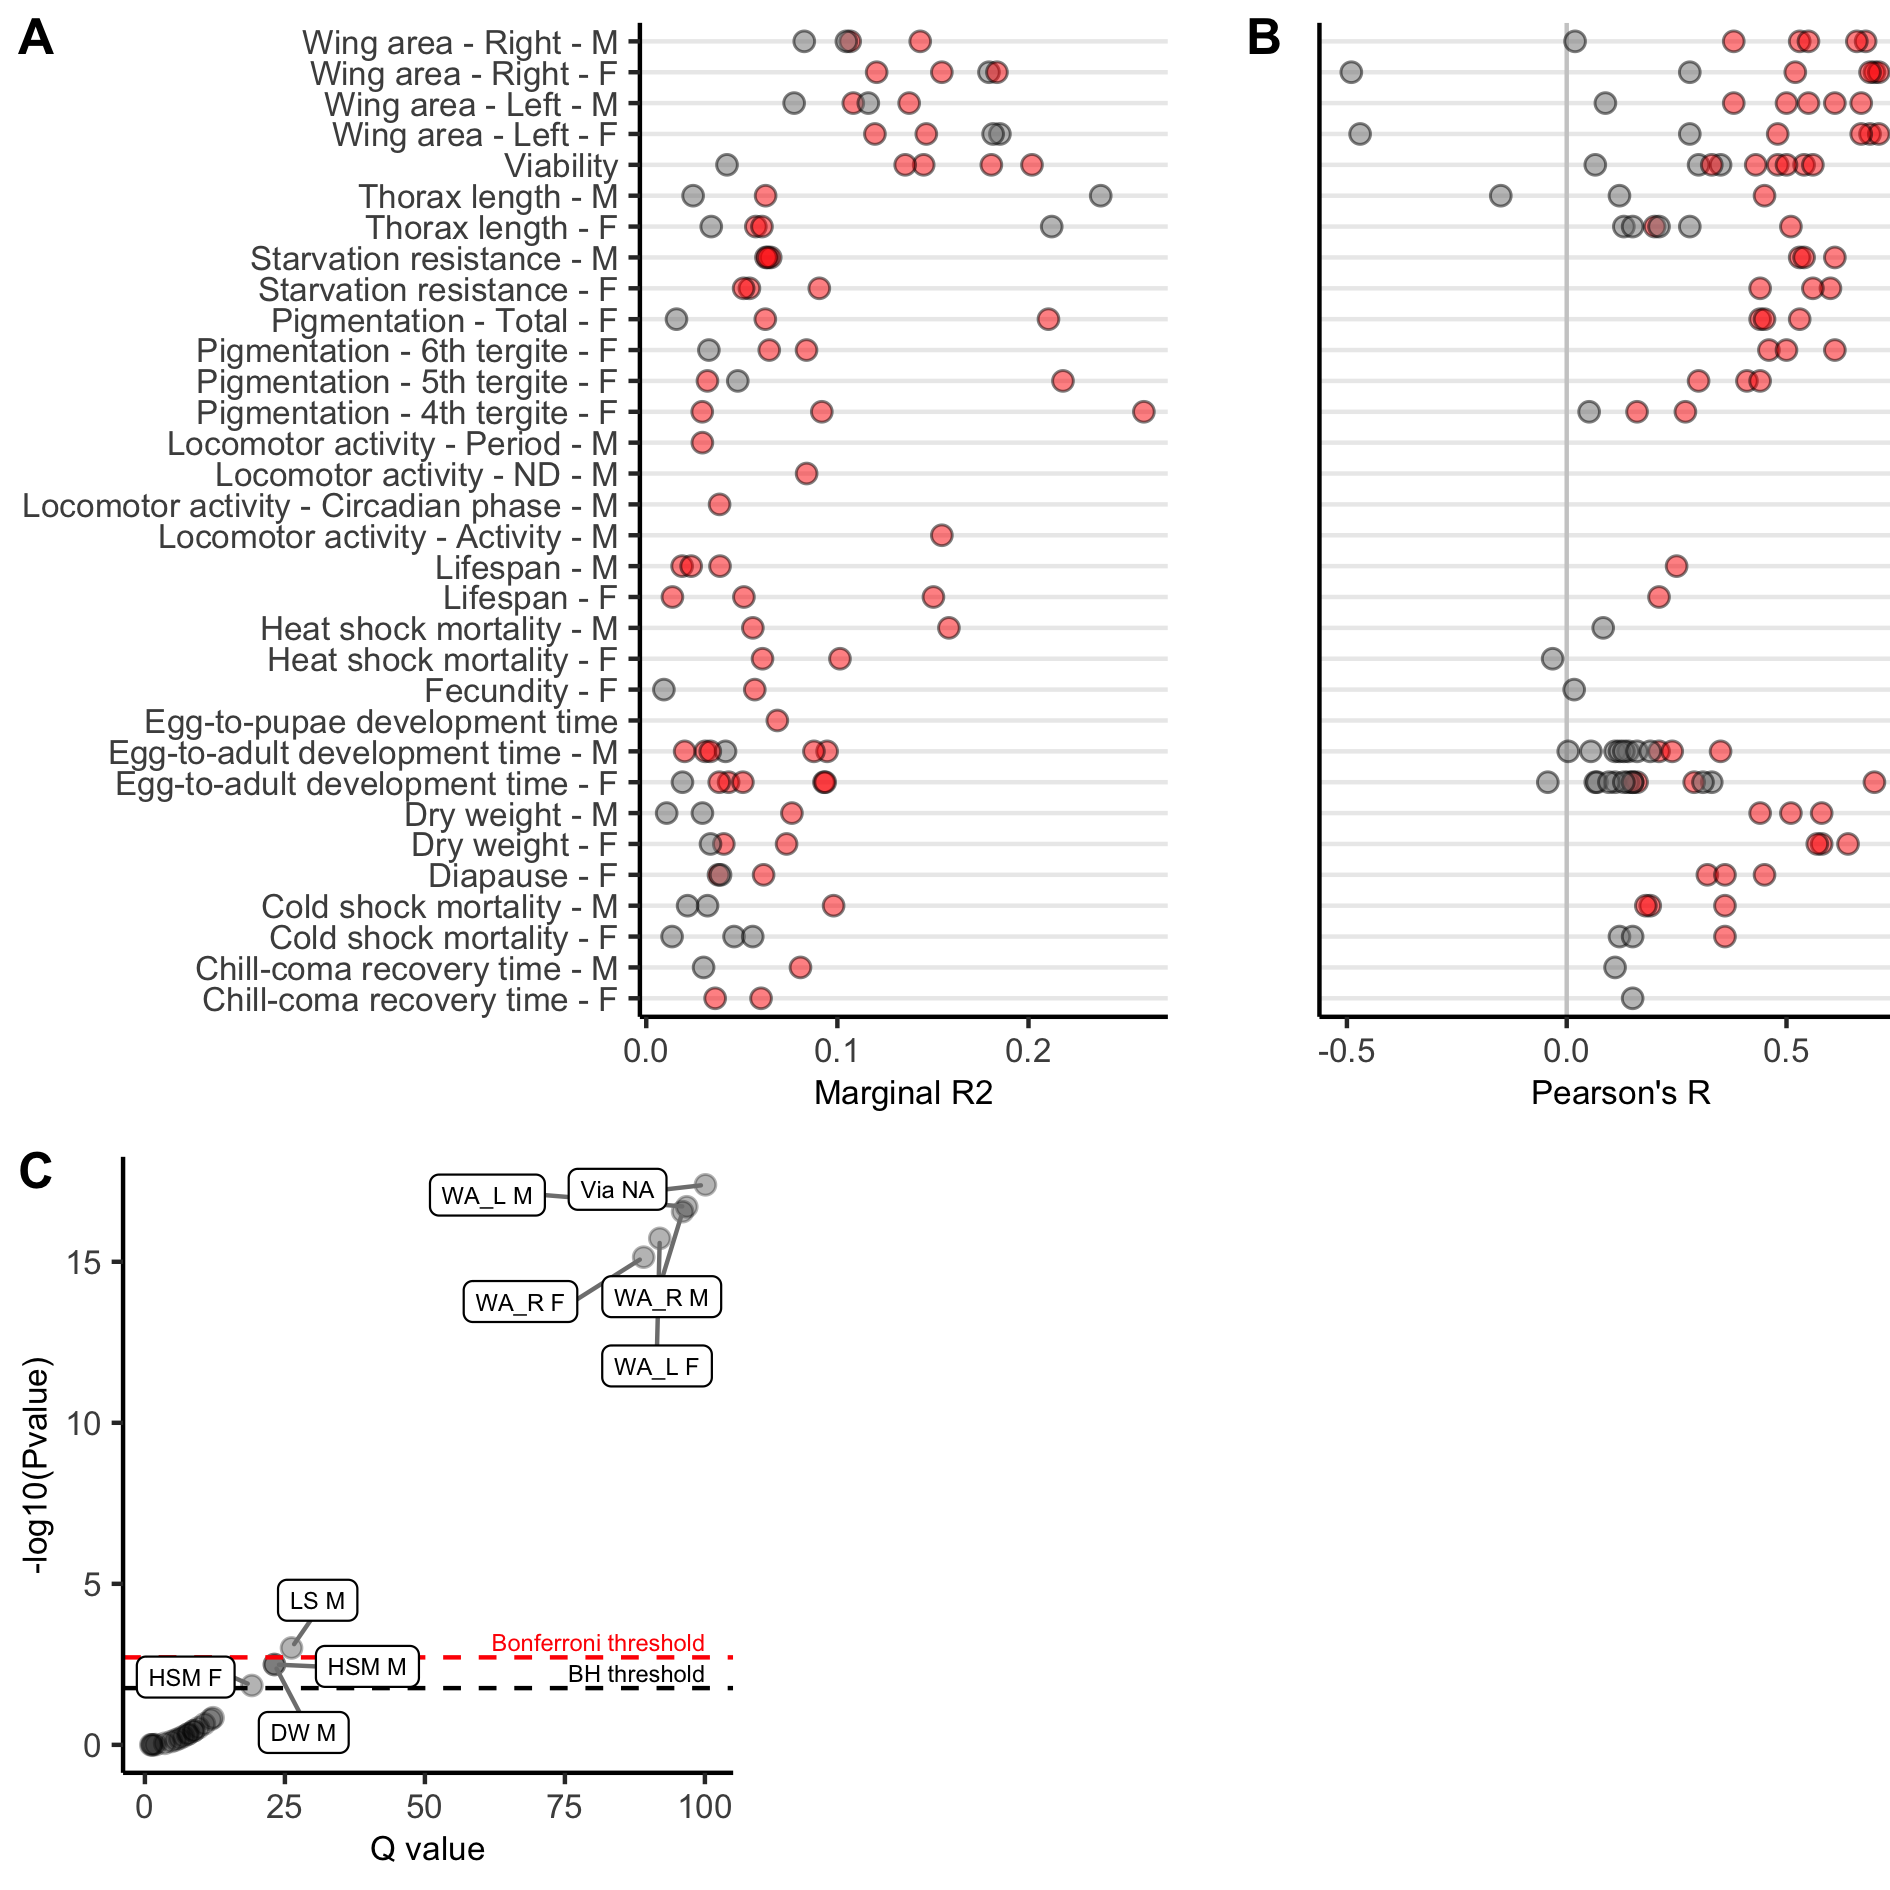 A
Wing area - Right - M
Wing area - Right - F
Wing area - Left - M
Wing area - Left - F
Viability
Thorax length - M
Thorax length - F
Starvation resistance - M
Starvation resistance - F
Pigmentation - Total - F
Pigmentation - 6th tergite - F
Pigmentation - 5th tergite - F
Pigmentation - 4th tergite - F
Locomotor activity - Period - M
Locomotor activity - ND - M
Locomotor activity - Circadian phase - M
Locomotor activity - Activity - M
Lifespan - M
Lifespan - F
Heat shock mortality - M
Heat shock mortality - F
Fecundity - F
Egg-to-pupae development time
Egg-to-adult development time - M
Egg-to-adult development time - F
Dry weight - M
Dry weight - F
Diapause - F
Cold shock mortality - M
Cold shock mortality - F
Chill-coma recovery time - M
Chill-coma recovery time - F
0.0 0.1 0.2
Marginal R2
B
-0.5 0.0 0.5
Pearson's R
C
-log10(Pvalue)
15
10
5
0
WA_L M
Via NA
WA_R F
WA_R M
WA_L F
LS M
Bonferroni threshold
HSM F
HSM M
BH threshold
DW M
0 25 50 75 100
Q value